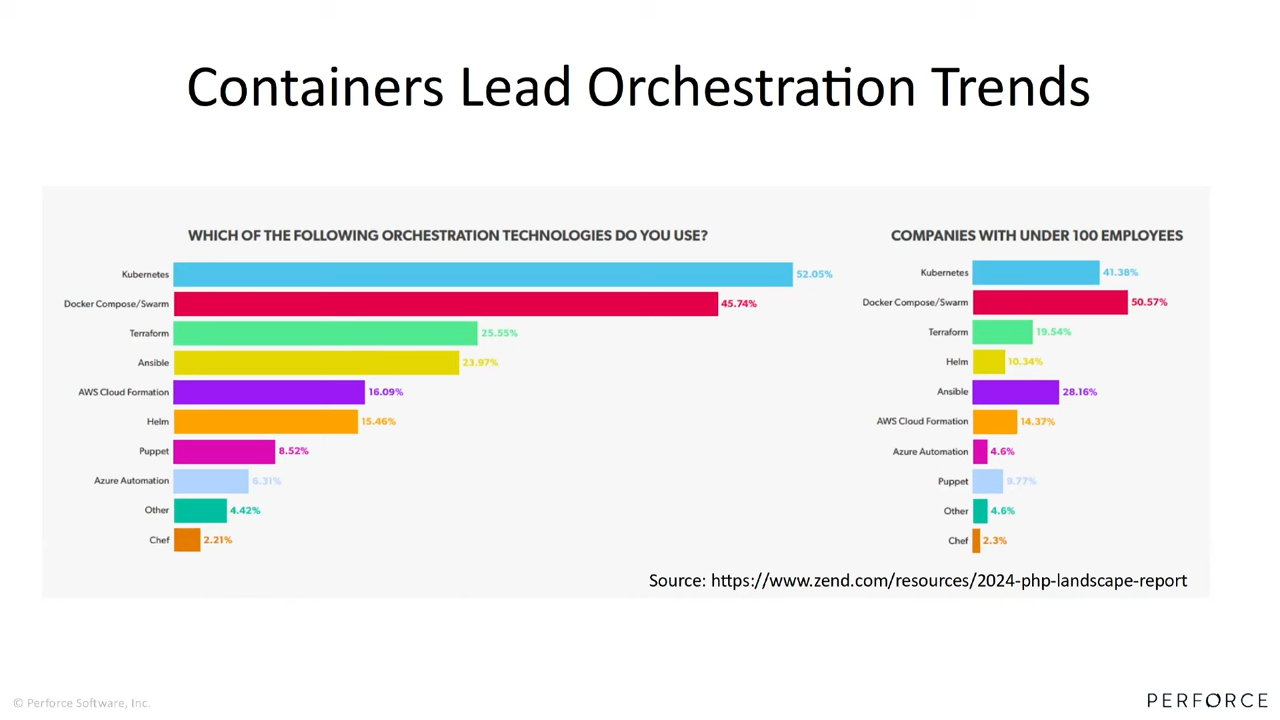 Containers Lead Orchestration Trends
WHICH OF THE FOLLOWING ORCHESTRATION TECHNOLOGIES DO YOU USE?
Kubernetes 52.05%
Docker Compose/Swarm 45.74%
Terraform 25.55%
Ansible 23.97%
AWS Cloud Formation 16.09%
Helm 15.46%
Puppet 8.52%
Azure Automation 6.31%
Other 4.42%
Chef 2.21%
COMPANIES WITH UNDER 100 EMPLOYEES
Kubernetes 41.38%
Docker Compose/Swarm 50.57%
Terraform 19.54%
Helm 10.34%
Ansible 28.16%
AWS Cloud Formation 14.37%
Azure Automation 4.6%
Puppet 9.77%
Other 4.6%
Chef 2.3%
Source: https://www.zend.com/resources/2024-php-landscape-report
© Perforce Software, Inc.
PERFORCE